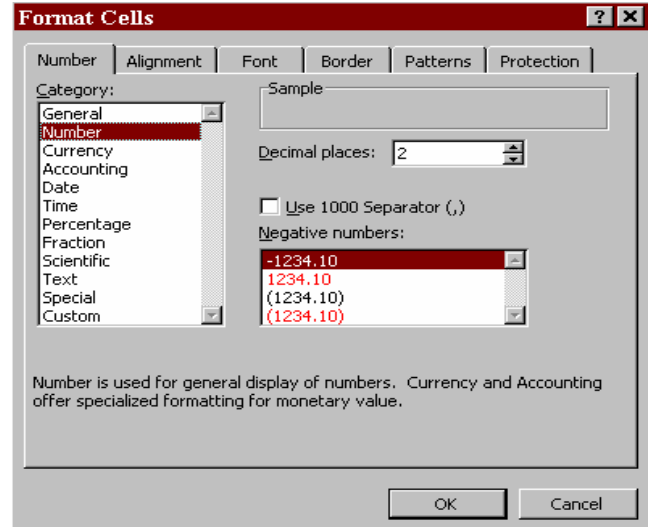 Format Cells ? X
Number Alignment Font Border Patterns Protection
Category:
General
Number
Currency
Accounting
Date
Time
Percentage
Fraction
Scientific
Text
Special
Custom
Sample
Decimal places: 2
Use 1000 Separator (,)
Negative numbers:
-1234.10
1234.10
(1234.10)
(1234.10)
Number is used for general display of numbers. Currency and Accounting
offer specialized formatting for monetary value.
OK Cancel